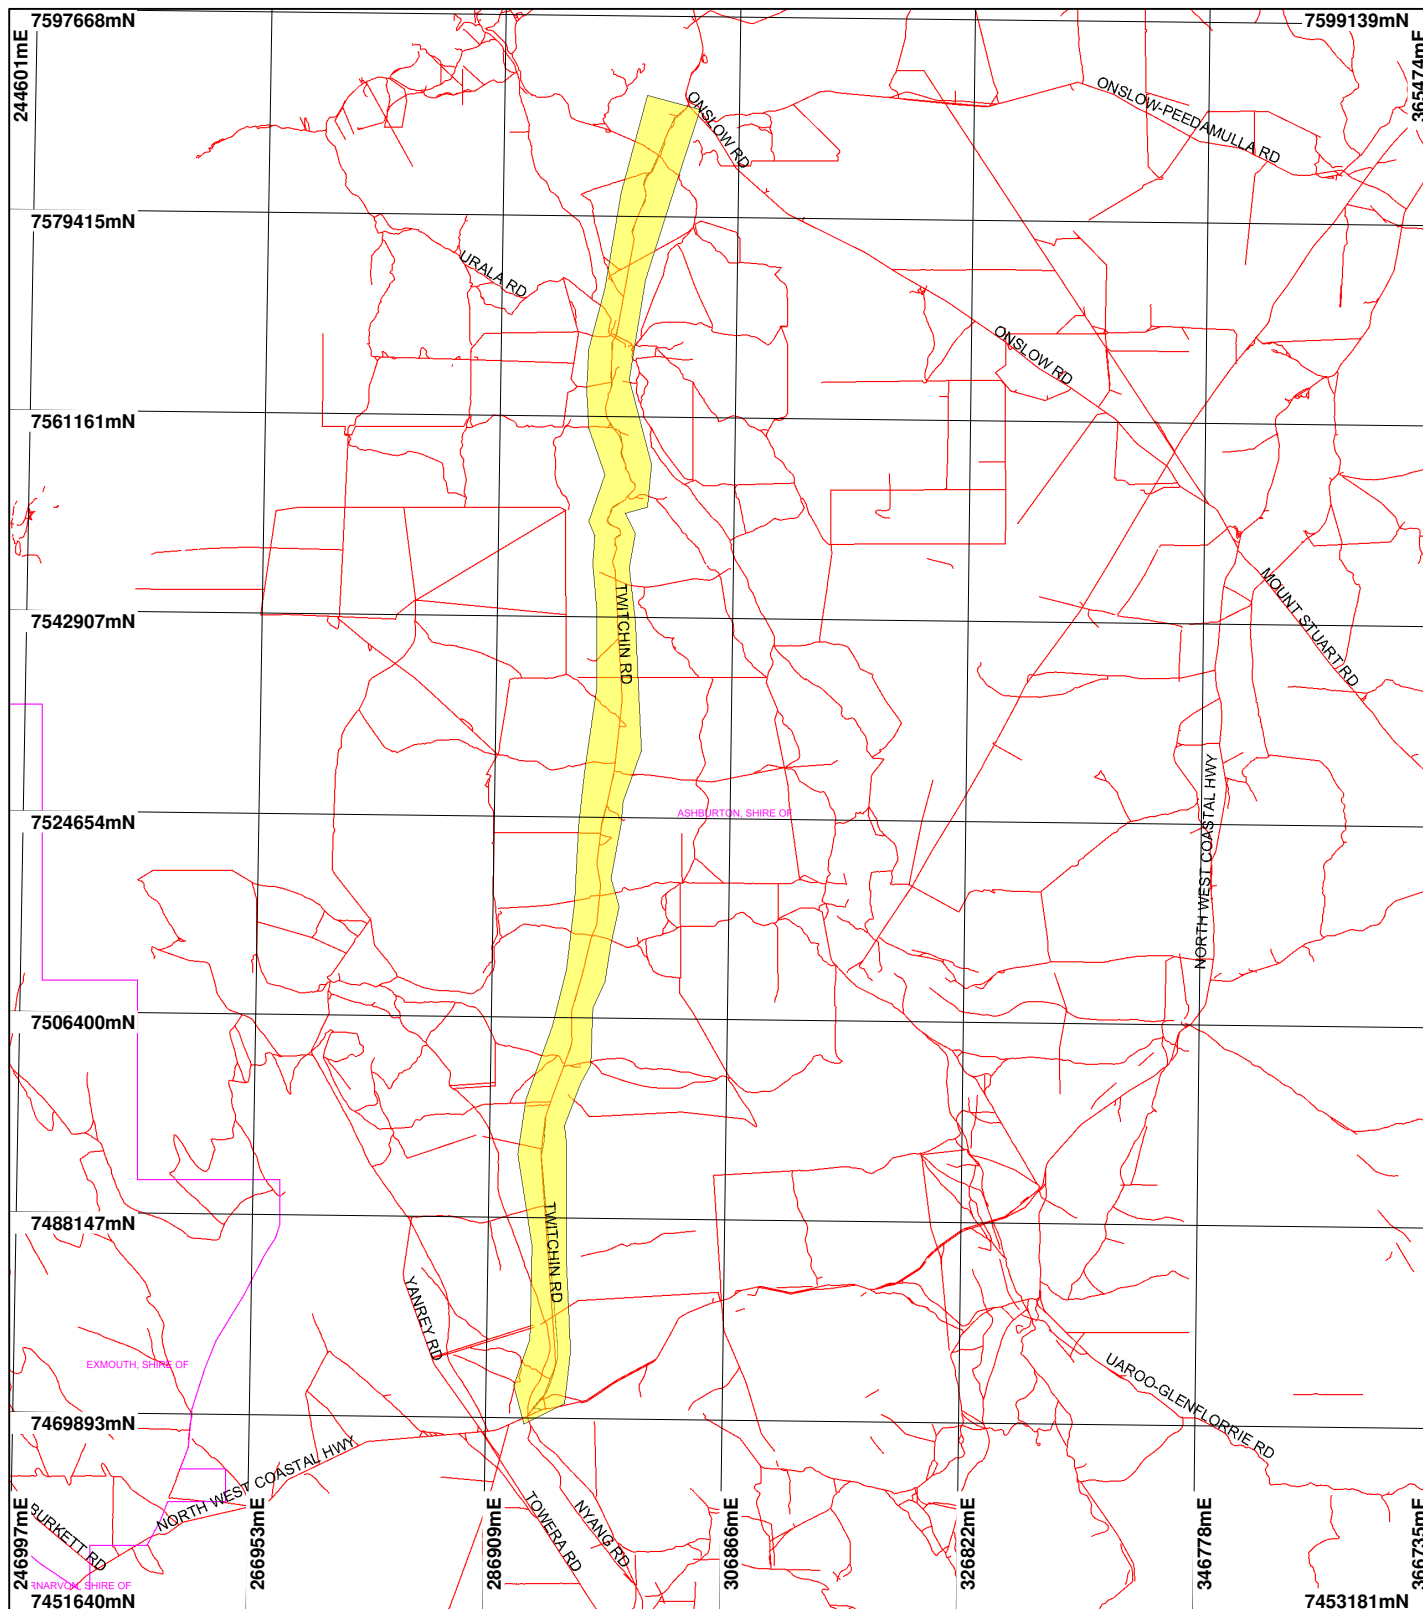 7597668mN
7599139mN
244601mE
365474mE
ONSLOW RD
ONSLOW-PEEDAMULLA RD
7579415mN
URALA RD
ONSLOW RD
7561161mN
7542907mN
TWITCHIN RD
MOUNT STUART RD
NORTH WEST COASTAL HWY
7524654mN
ASHBURTON, SHIRE OF
7506400mN
7488147mN
TWITCHIN RD
YANREY RD
EXMOUTH, SHIRE OF
UAROO-GLENFLORRIE RD
7469893mN
NORTH WEST COASTAL HWY
BURKETT RD
TOWERA RD
NYANG RD
246997mE
266953mE
286909mE
306866mE
326822mE
346778mE
366735mE
RNARVON, SHIRE OF
7451640mN
7453181mN